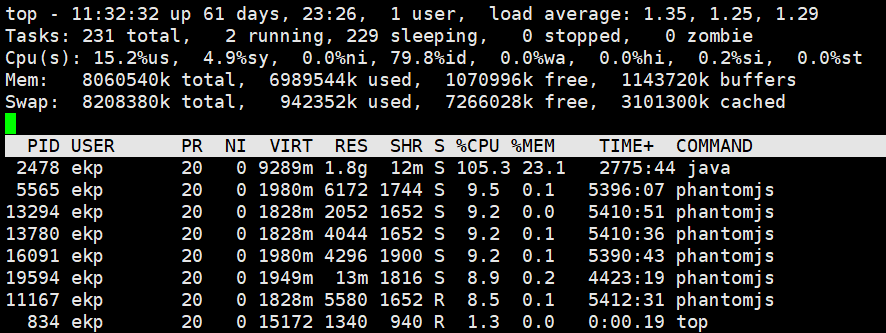 top - 11:32:32 up 61 days, 23:26,  1 user,  load average: 1.35, 1.25, 1.29
Tasks: 231 total,   2 running, 229 sleeping,   0 stopped,   0 zombie
Cpu(s): 15.2%us,  4.9%sy,  0.0%ni, 79.8%id,  0.0%wa,  0.0%hi,  0.2%si,  0.0%st
Mem:   8060540k total,  6989544k used,  1070996k free,  1143720k buffers
Swap:  8208380k total,   942352k used,  7266028k free,  3101300k cached
  PID USER      PR  NI  VIRT  RES  SHR S %CPU %MEM    TIME+  COMMAND
 2478 ekp       20   0 9289m 1.8g  12m S 105.3 23.1   2775:44 java
 5565 ekp       20   0 1980m 6172 1744 S  9.5  0.1   5396:07 phantomjs
13294 ekp       20   0 1828m 2052 1652 S  9.2  0.0   5410:51 phantomjs
13780 ekp       20   0 1828m 4044 1652 S  9.2  0.1   5410:36 phantomjs
16091 ekp       20   0 1980m 4296 1900 S  9.2  0.1   5390:43 phantomjs
19594 ekp       20   0 1949m  13m 1816 S  8.9  0.2   4423:19 phantomjs
11167 ekp       20   0 1828m 5580 1652 R  8.5  0.1   5412:31 phantomjs
  834 ekp       20   0 15172 1340  940 R  1.3  0.0   0:00.19 top